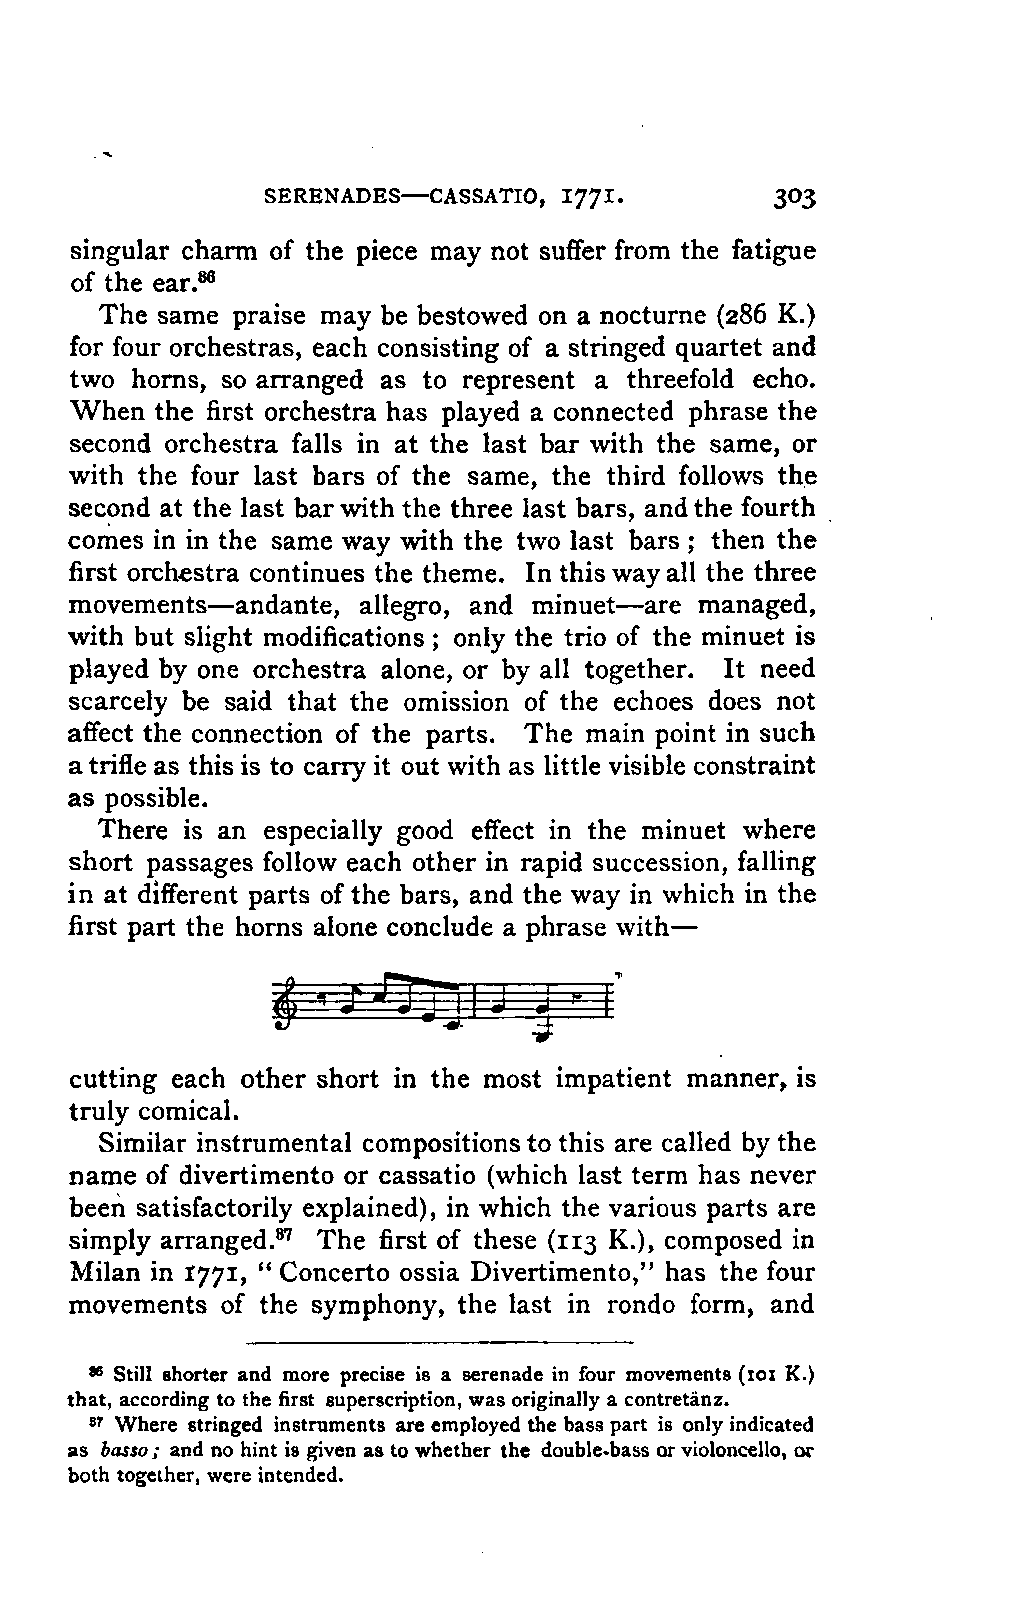 SERENADES—CASSATIO, 1771. 303
singular charm of the piece may not suffer from the fatigue
of the ear.⁸⁶
The same praise may be bestowed on a nocturne (286 K.)
for four orchestras, each consisting of a stringed quartet and
two horns, so arranged as to represent a threefold echo.
When the first orchestra has played a connected phrase the
second orchestra falls in at the last bar with the same, or
with the four last bars of the same, the third follows the
second at the last bar with the three last bars, and the fourth
comes in in the same way with the two last bars ; then the
first orchestra continues the theme. In this way all the three
movements—andante, allegro, and minuet—are managed,
with but slight modifications ; only the trio of the minuet is
played by one orchestra alone, or by all together. It need
scarcely be said that the omission of the echoes does not
affect the connection of the parts. The main point in such
a trifle as this is to carry it out with as little visible constraint
as possible.
There is an especially good effect in the minuet where
short passages follow each other in rapid succession, falling
in at different parts of the bars, and the way in which in the
first part the horns alone conclude a phrase with—
cutting each other short in the most impatient manner, is
truly comical.
Similar instrumental compositions to this are called by the
name of divertimento or cassatio (which last term has never
been satisfactorily explained), in which the various parts are
simply arranged.⁸⁷ The first of these (113 K.), composed in
Milan in 1771, “ Concerto ossia Divertimento,” has the four
movements of the symphony, the last in rondo form, and
⁸⁶ Still shorter and more precise is a serenade in four movements (101 K.)
that, according to the first superscription, was originally a contretänz.
⁸⁷ Where stringed instruments are employed the bass part is only indicated
as basso ; and no hint is given as to whether the double-bass or violoncello, or
both together, were intended.